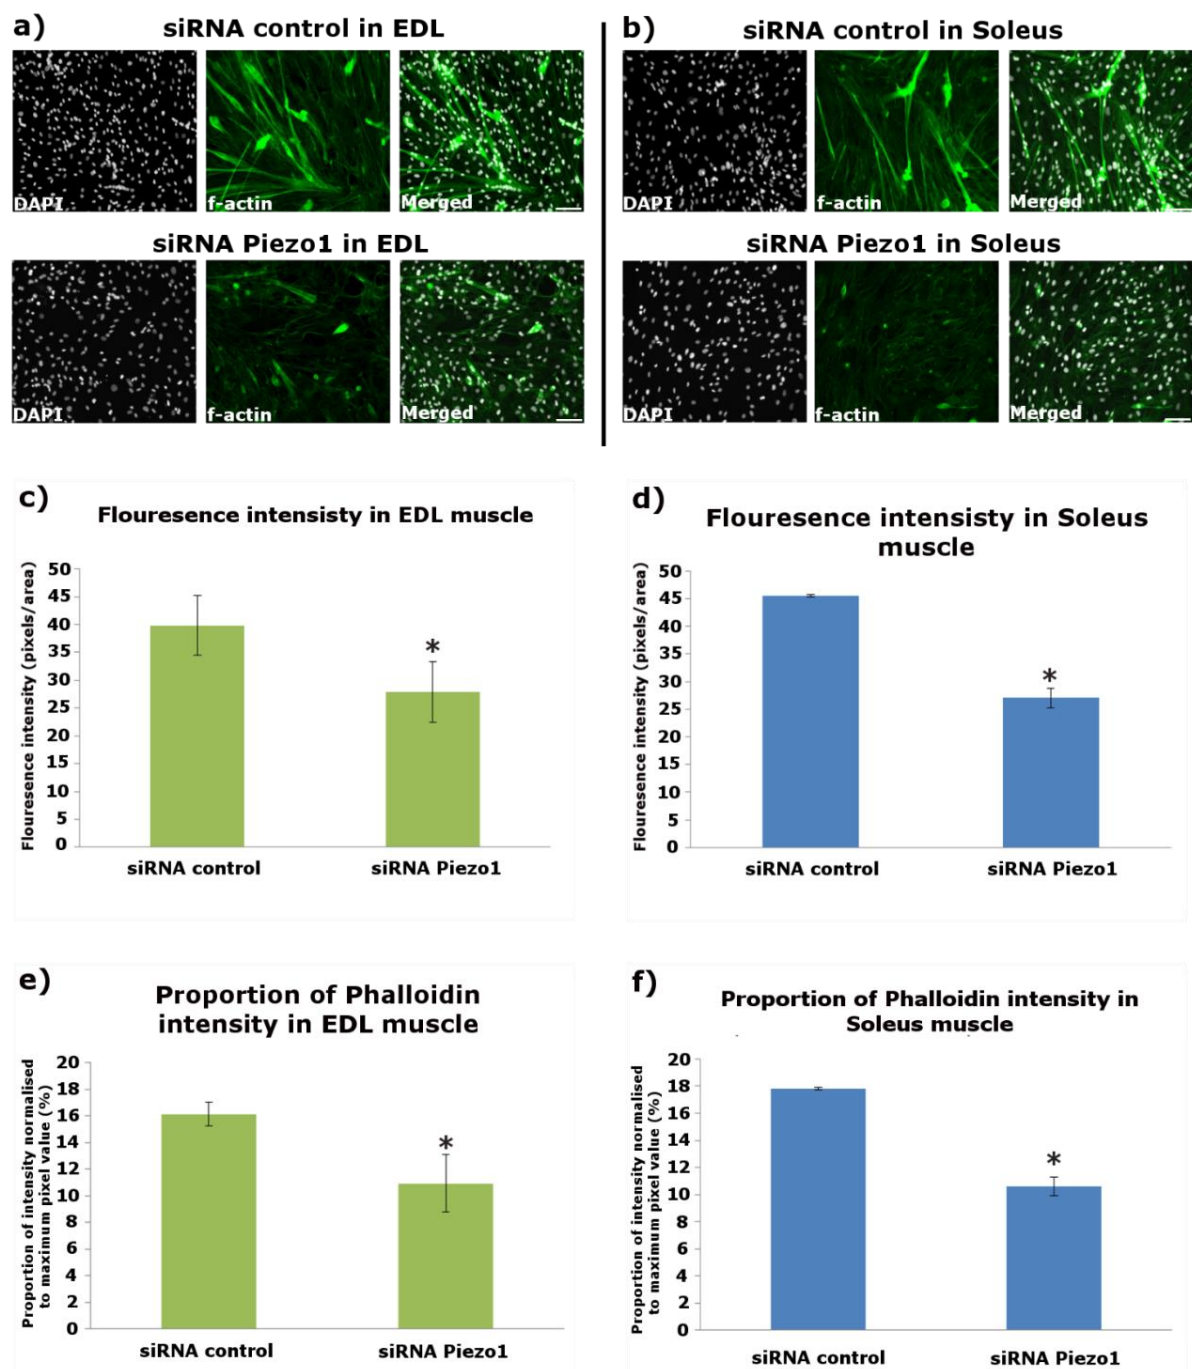 a)
siRNA control in EDL
DAPI
f-actin
Merged
siRNA Piezo1 in EDL
DAPI
f-actin
Merged
b)
siRNA control in Soleus
DAPI
f-actin
Merged
siRNA Piezo1 in Soleus
DAPI
f-actin
Merged
c)
Flouresence intensisty in EDL muscle
Flouresence intensity (pixels/area)
50
45
40
35
30
25
20
15
10
5
0
*
siRNA control
siRNA Piezo1
d)
Flouresence intensisty in Soleus
muscle
Flouresence intensity (pixels/area)
50
45
40
35
30
25
20
15
10
5
0
*
siRNA control
siRNA Piezo1
e)
Proportion of Phalloidin
intensity in EDL muscle
Proportion of intensity normalised
to maximum pixel value (%)
20
18
16
14
12
10
8
6
4
2
0
*
siRNA control
siRNA Piezo1
f)
Proportion of Phalloidin intensity in
Soleus muscle
Proportion of intensity normalised
to maximum pixel value (%)
20
18
16
14
12
10
8
6
4
2
0
*
siRNA control
siRNA Piezo1